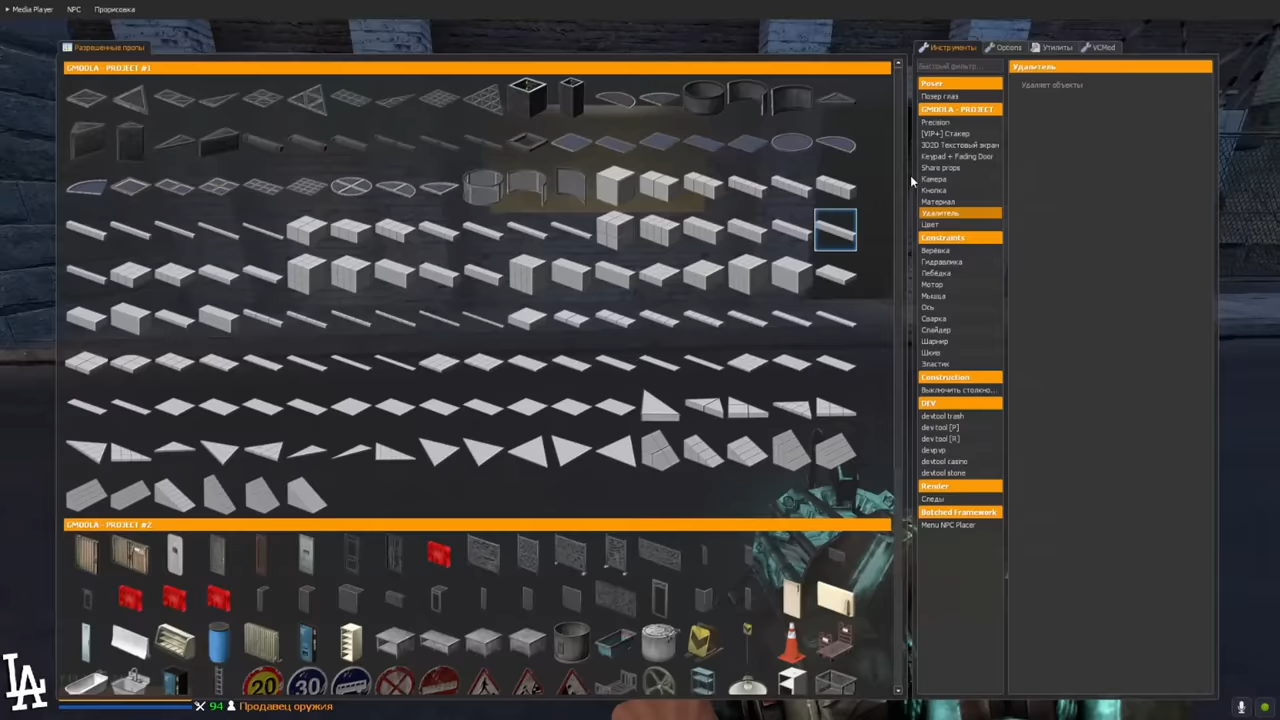 Media Player NPC Прорисовка
Разрешенные пропы
Инструменты Options Утилиты VCMod
GMOOLA - PROJECT #1
Быстрый фильтр...
Удалитель
Удаляет объекты
Poser
Позер глаз
GMOOLA - PROJECT
Precision
[VIP+] Стакер
3D2D Текстовый экран
Keypad + Fading Door
Share props
Камера
Кнопка
Материал
Удалитель
Цвет
Constraints
Верёвка
Гидравлика
Лебёдка
Мотор
Мышца
Ось
Сварка
Слайдер
Шарнир
Шкив
Эластик
Construction
Выключить столкно...
DEV
devtool trash
dev tool [P]
dev tool [R]
devpvp
devtool casino
devtool stone
Render
Следы
Botched Framework
Menu NPC Placer
GMOOLA - PROJECT #2
20
30
LA
94 Продавец оружия